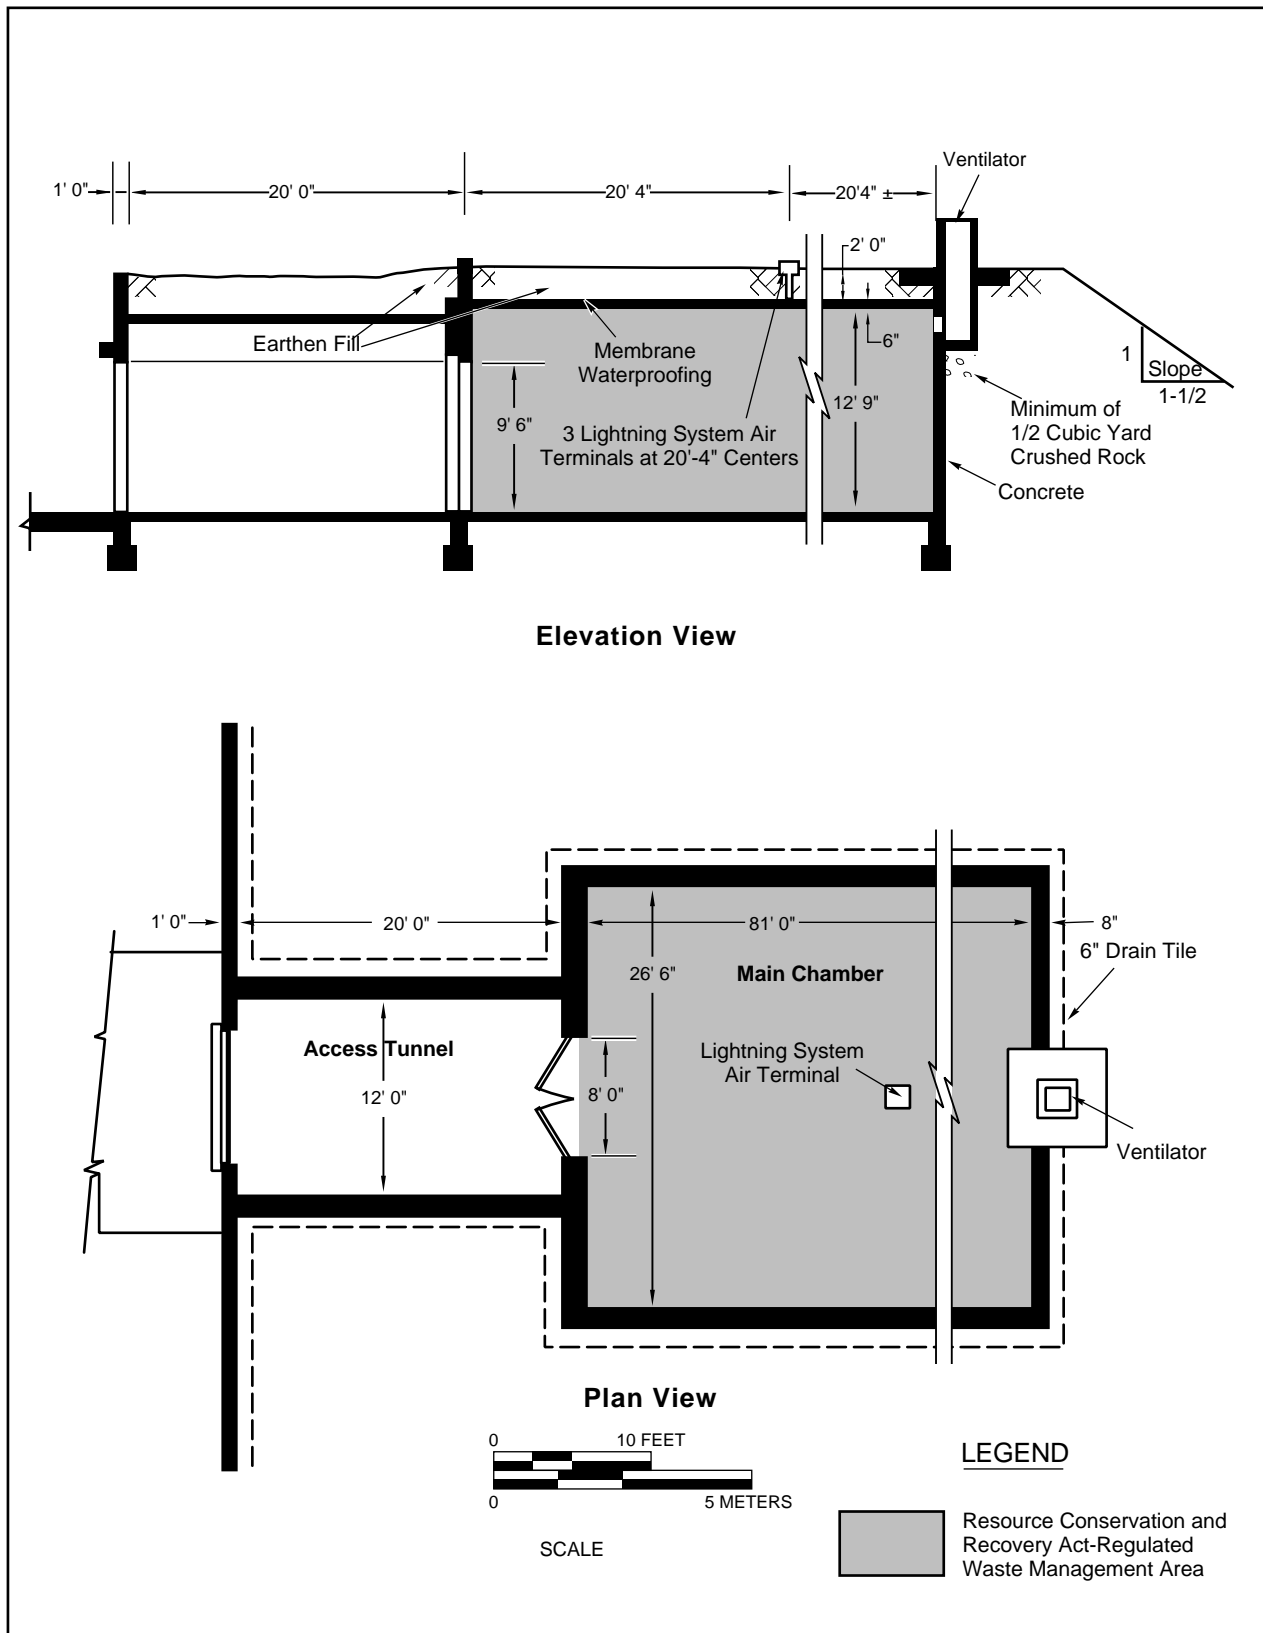 Ventilator
1' 0"
20' 0"
20' 4"
20'4" ±
2' 0"
Earthen Fill
Membrane
Waterproofing
6"
1
Slope
1-1/2
9' 6"
12' 9"
3 Lightning System Air
Terminals at 20'-4" Centers
Minimum of
1/2 Cubic Yard
Crushed Rock
Concrete
Elevation View
1' 0"
20' 0"
81' 0"
8"
6" Drain Tile
26' 6"
Main Chamber
Access Tunnel
Lightning System
Air Terminal
12' 0"
8' 0"
Ventilator
Plan View
0
10 FEET
0
5 METERS
SCALE
LEGEND
Resource Conservation and
Recovery Act-Regulated
Waste Management Area